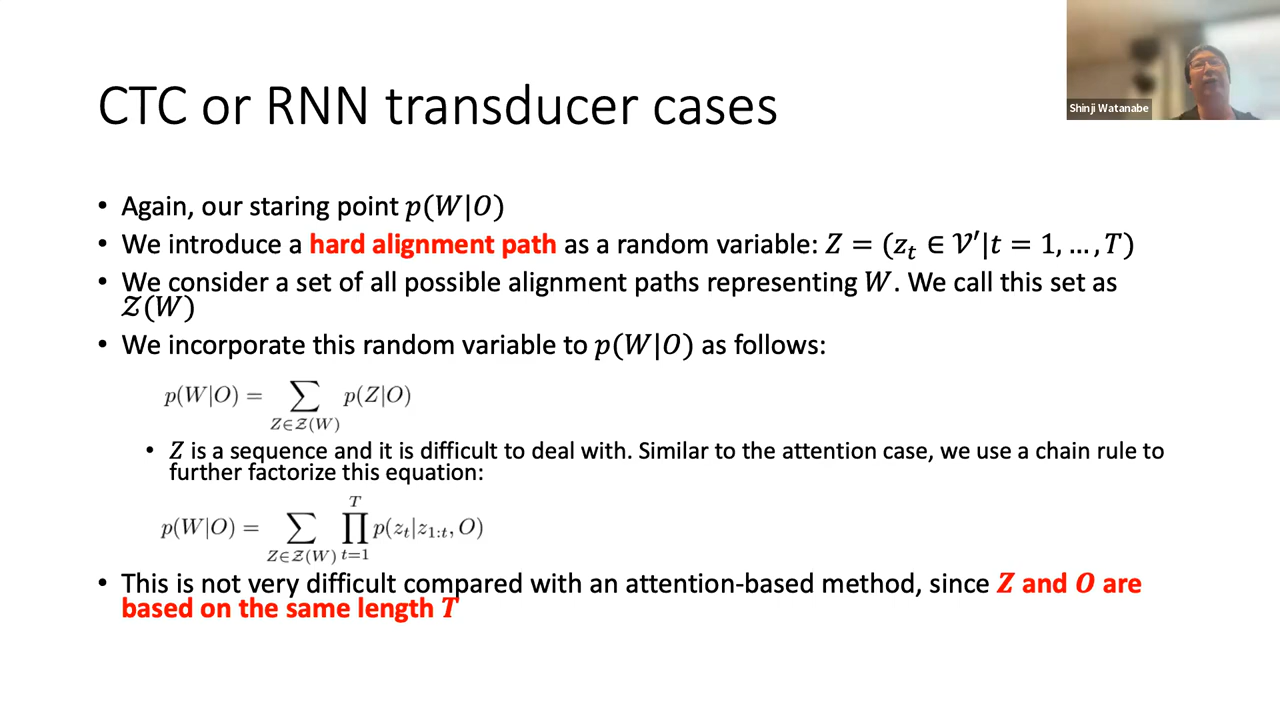 Shinji Watanabe
CTC or RNN transducer cases
• Again, our staring point p(W|O)
• We introduce a hard alignment path as a random variable: Z = (z_t ∈ 𝒱′|t = 1, … , T)
• We consider a set of all possible alignment paths representing W. We call this set as
𝒵(W)
• We incorporate this random variable to p(W|O) as follows:
p(W|O) = ∑_{Z∈𝒵(W)} p(Z|O)
• Z is a sequence and it is difficult to deal with. Similar to the attention case, we use a chain rule to
further factorize this equation:
p(W|O) = ∑_{Z∈𝒵(W)} ∏_{t=1}^{T} p(z_t|z_{1:t}, O)
• This is not very difficult compared with an attention-based method, since Z and O are
based on the same length T